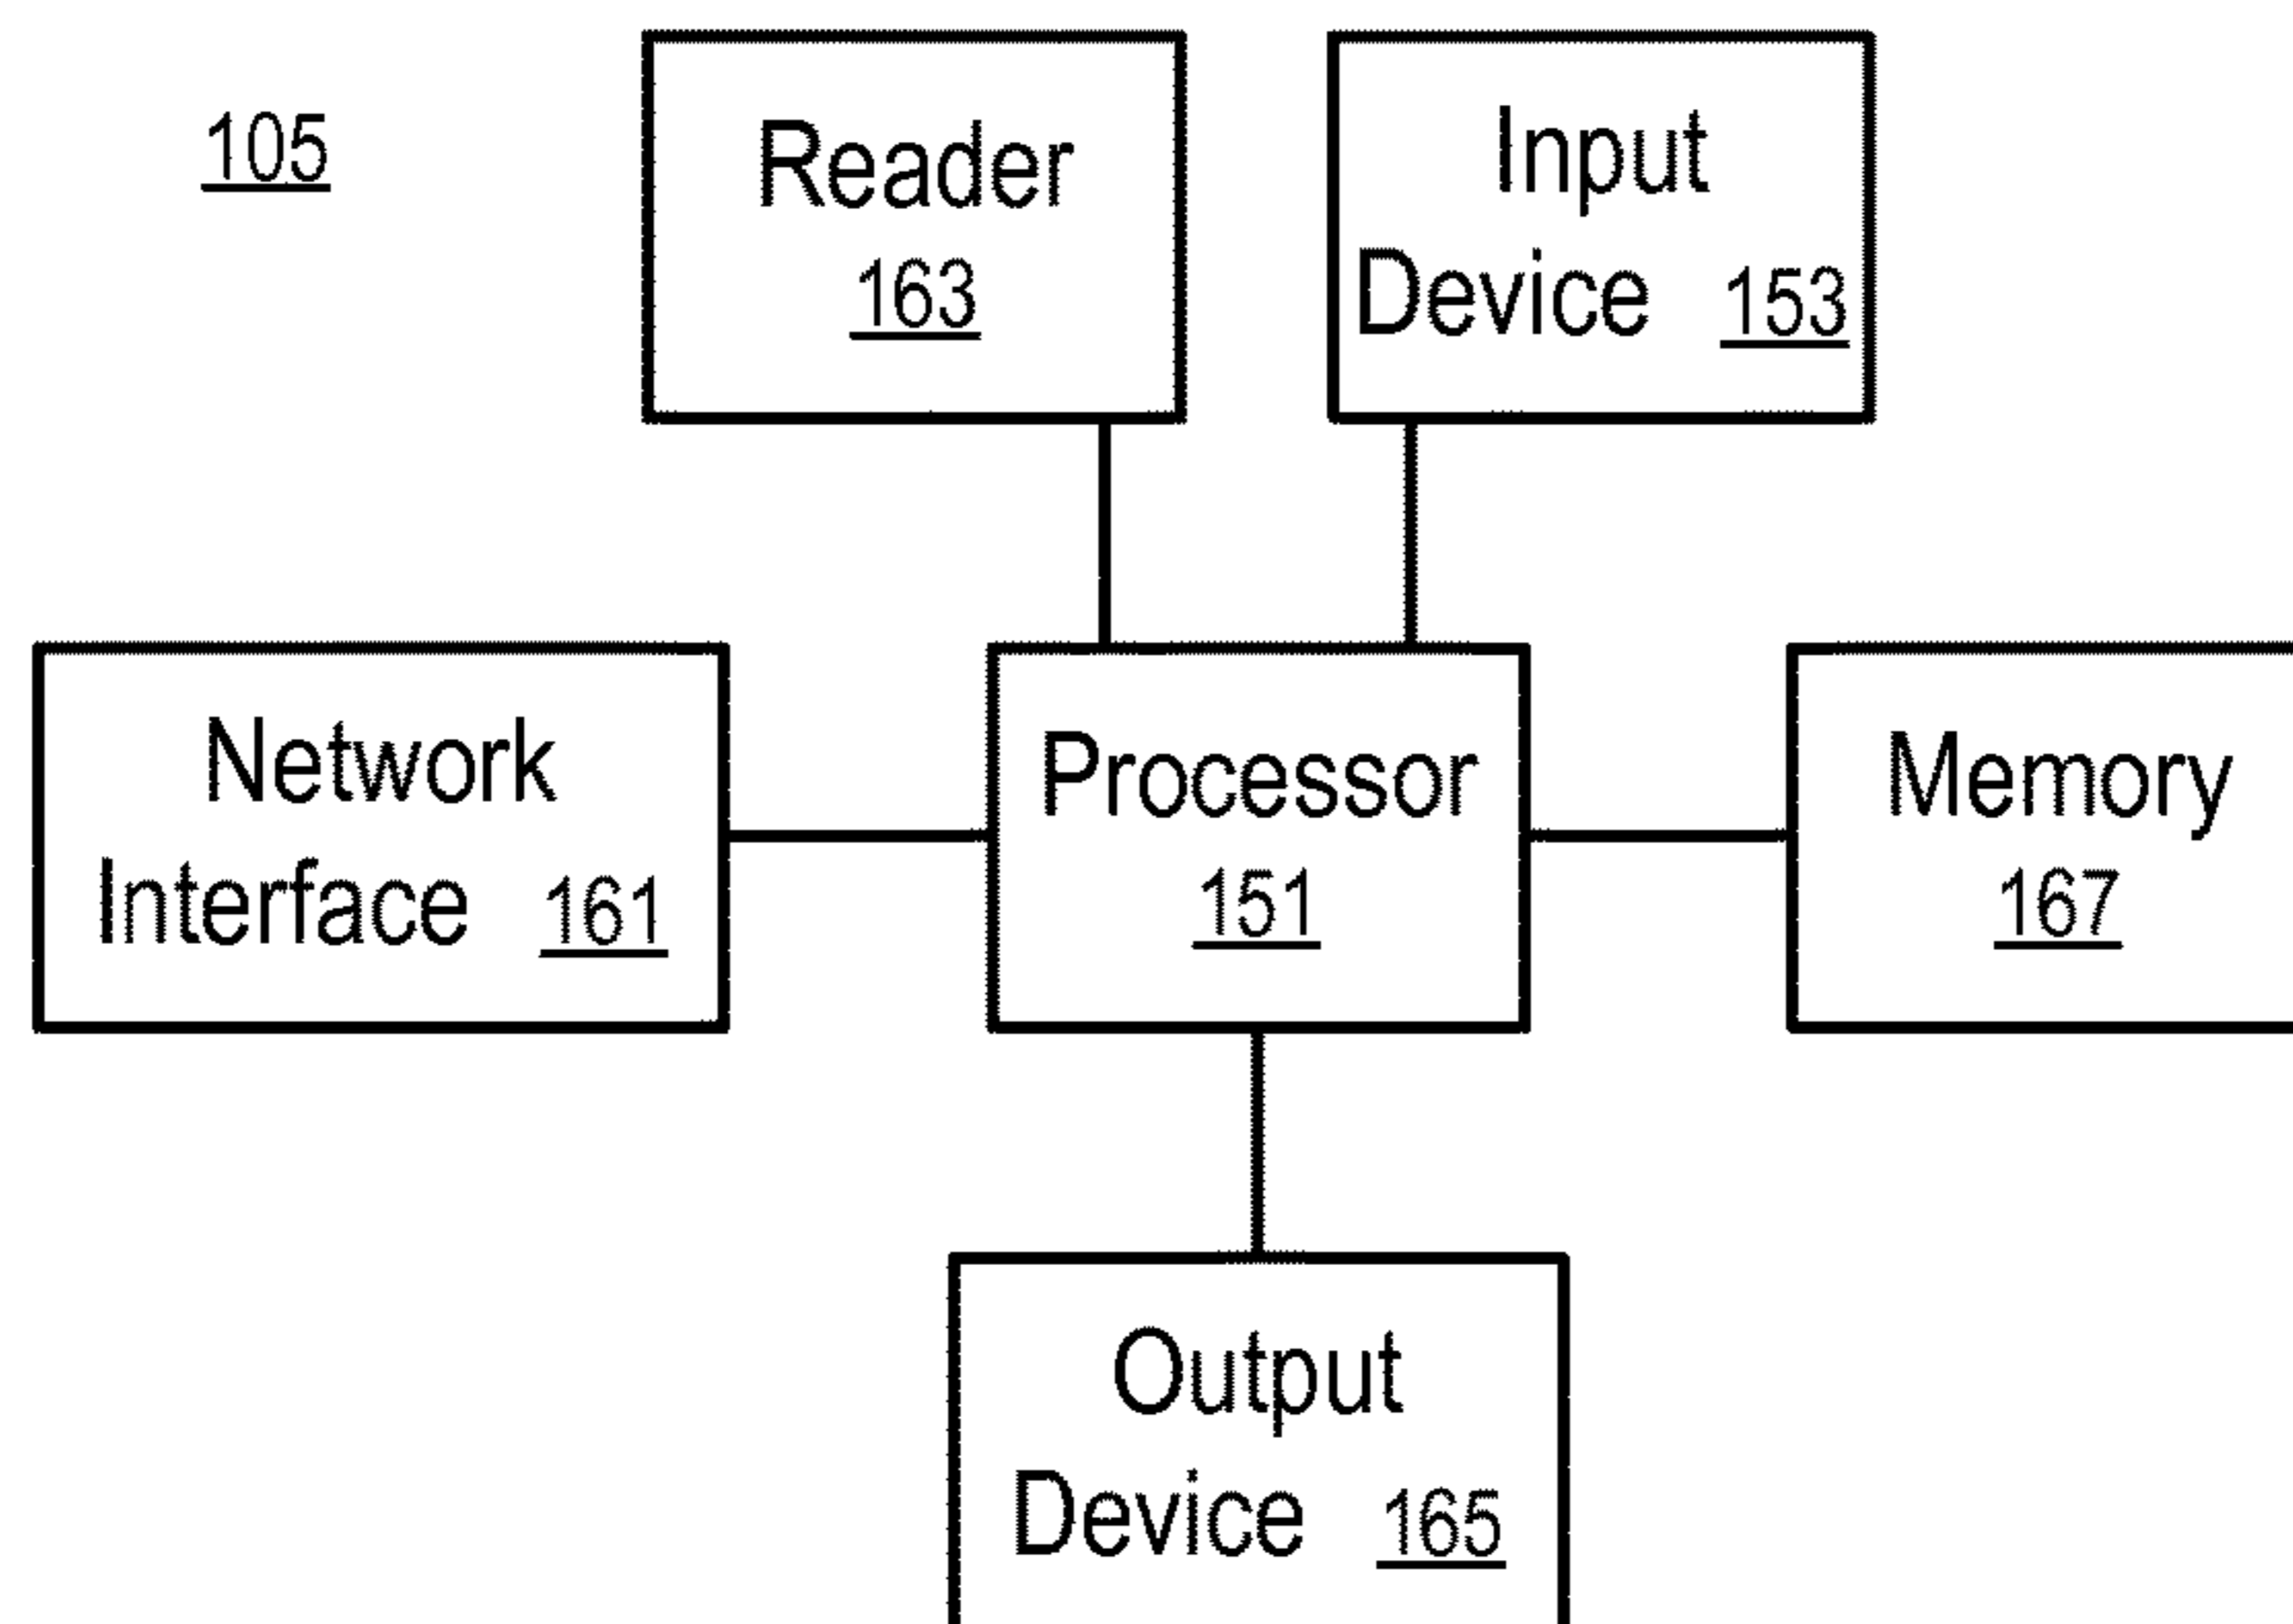 105
Reader
163
Input
Device 153
Network
Interface 161
Processor
151
Memory
167
Output
Device 165